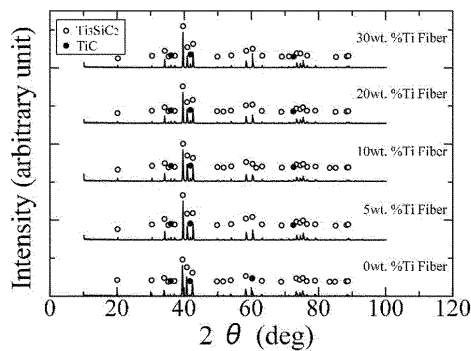 Ti3SiC2
TiC
30wt. %Ti Fiber
20wt. %Ti Fiber
10wt. %Ti Fiber
5wt. %Ti Fiber
0wt. %Ti Fiber
Intensity (arbitrary unit)
0 20 40 60 80 100 120
2 θ (deg)